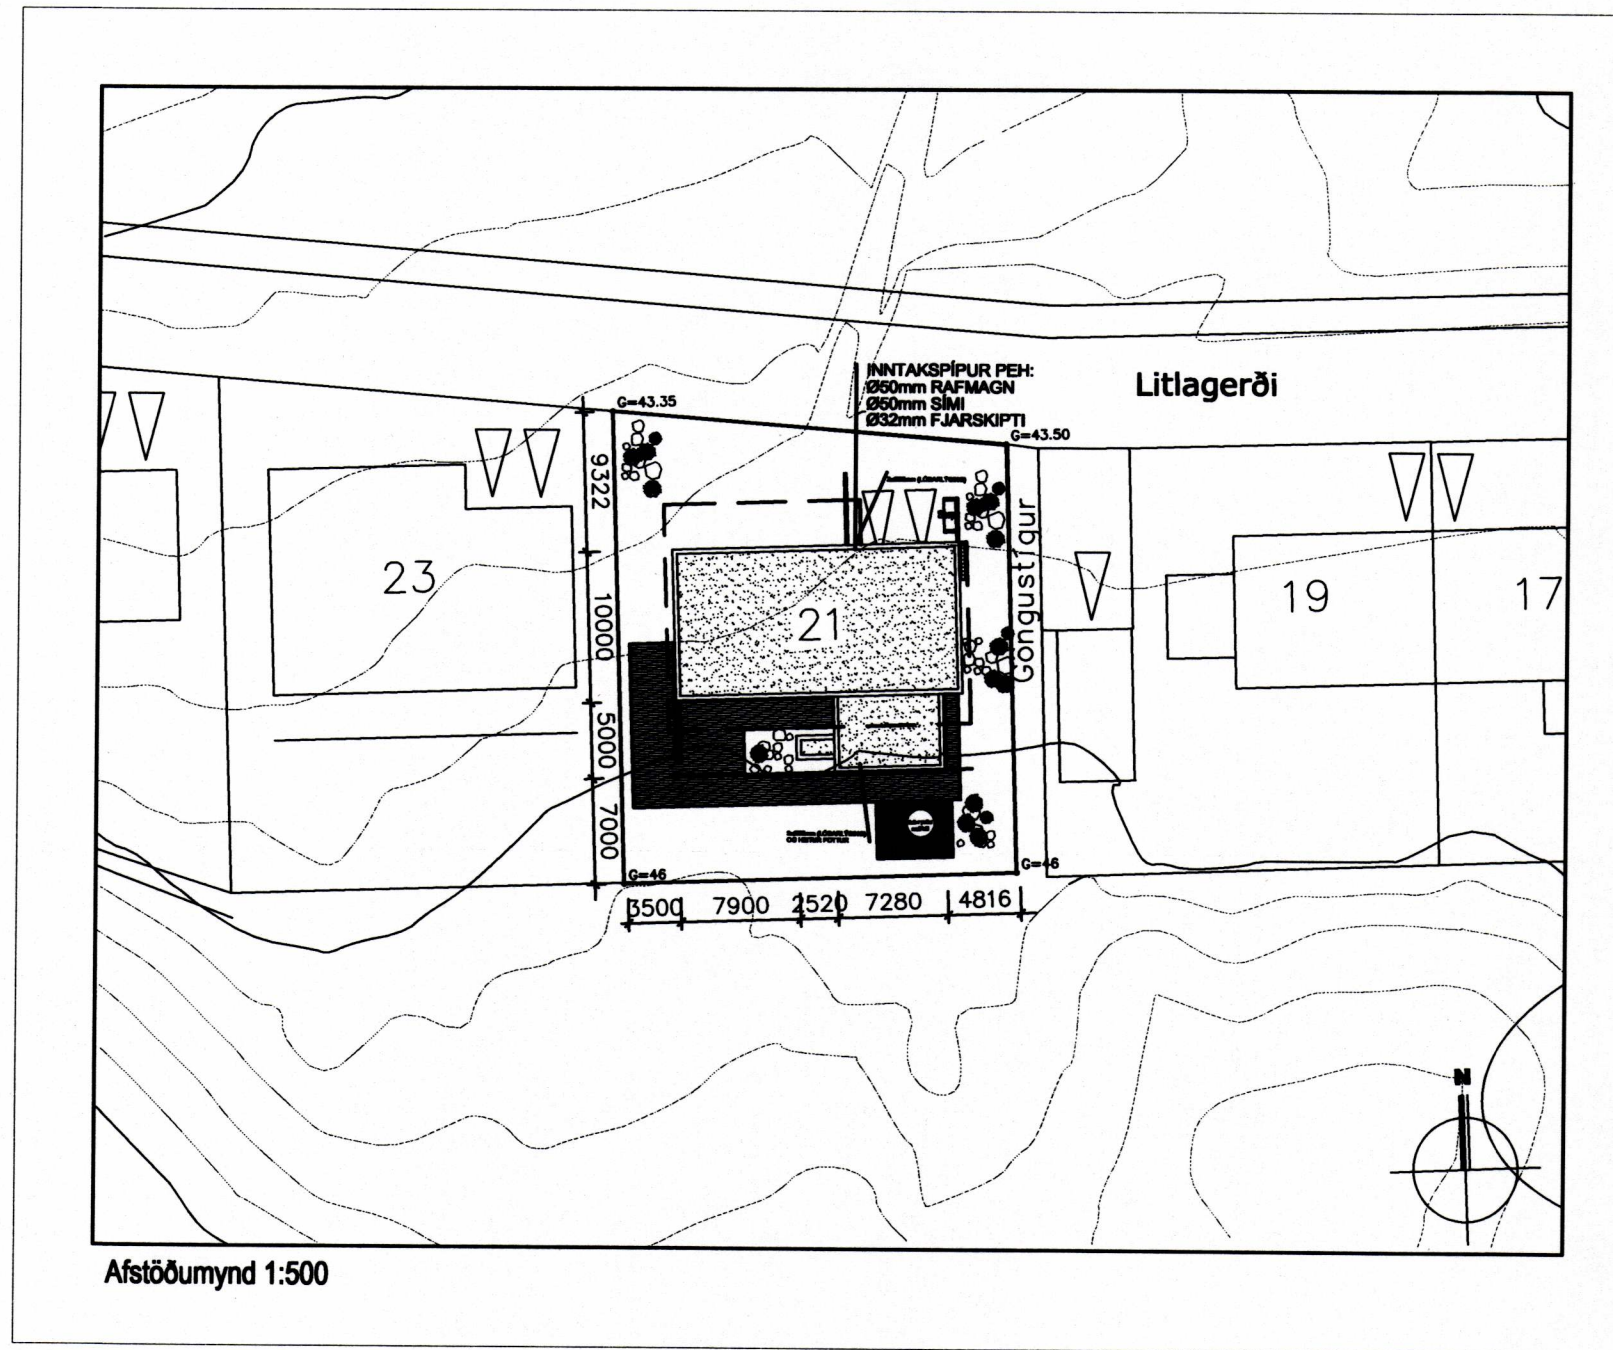 INNTAKSPÍPUR PEH:
Ø50mm RAFMAGN
Ø50mm SÍMI
Ø32mm FJARSKIPTI
Litlagerði
G=43.35
G=43.50
9322
10000
5000
7000
23
21
Göngustígur
19
17
G=46
G=46
3500
7900
2520
7280
4816
N
Afstöðumynd 1:500